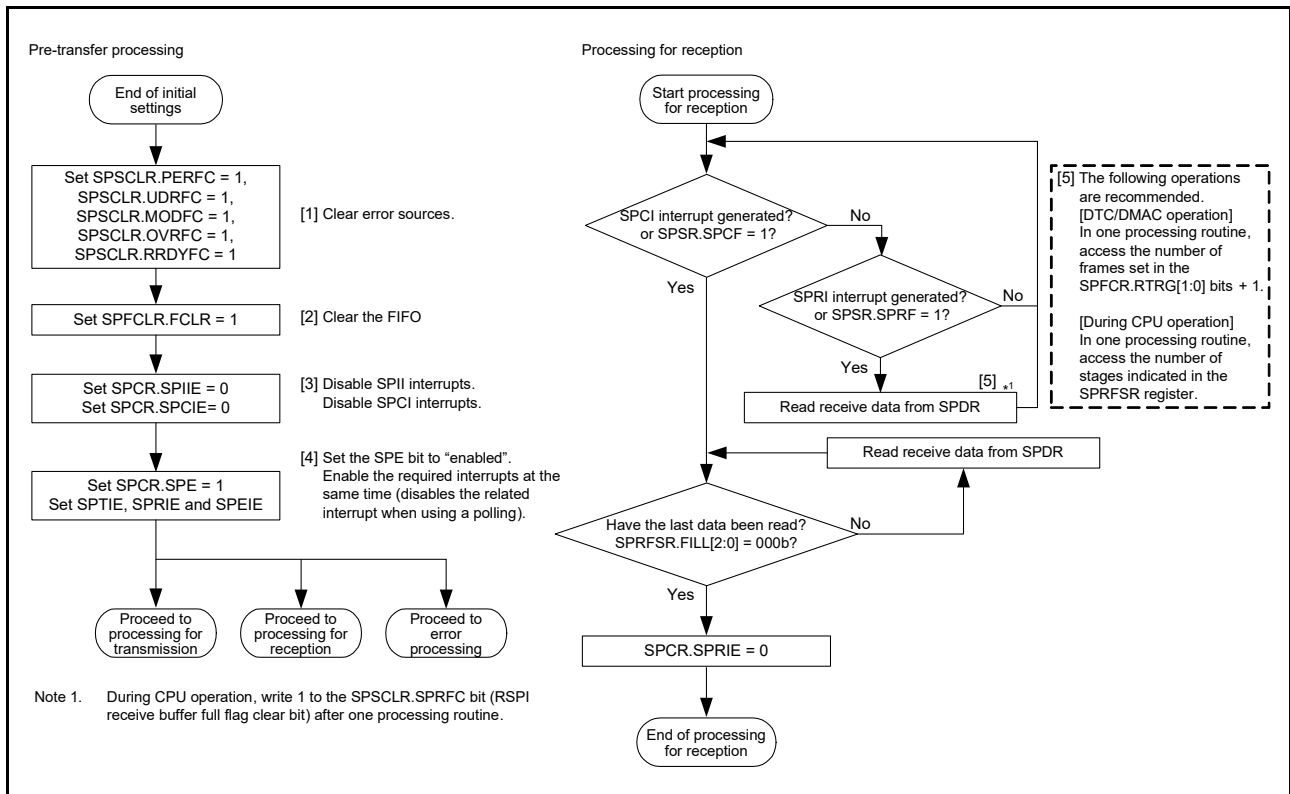 Pre-transfer processing
End of initial
settings
Set SPSCLR.PERFC = 1,
SPSCLR.UDRFC = 1,
SPSCLR.MODFC = 1,
SPSCLR.OVRFC = 1,
SPSCLR.RRDYFC = 1
[1] Clear error sources.
Set SPFCLR.FCLR = 1
[2] Clear the FIFO
Set SPCR.SPIIE = 0
Set SPCR.SPCIE= 0
[3] Disable SPII interrupts.
Disable SPCI interrupts.
Set SPCR.SPE = 1
Set SPTIE, SPRIE and SPEIE
[4] Set the SPE bit to “enabled”.
Enable the required interrupts at the
same time (disables the related
interrupt when using a polling).
Proceed to
processing for
transmission
Proceed to
processing for
reception
Proceed to
error
processing
Note 1. During CPU operation, write 1 to the SPSCLR.SPRFC bit (RSPI
receive buffer full flag clear bit) after one processing routine.
Processing for reception
Start processing
for reception
SPCI interrupt generated?
or SPSR.SPCF = 1?
No
Yes
SPRI interrupt generated?
or SPSR.SPRF = 1?
No
Yes
[5] *1
Read receive data from SPDR
Read receive data from SPDR
Have the last data been read?
SPRFSR.FILL[2:0] = 000b?
No
Yes
SPCR.SPRIE = 0
End of processing
for reception
[5] The following operations
are recommended.
[DTC/DMAC operation]
In one processing routine,
access the number of
frames set in the
SPFCR.RTRG[1:0] bits + 1.
[During CPU operation]
In one processing routine,
access the number of
stages indicated in the
SPRFSR register.